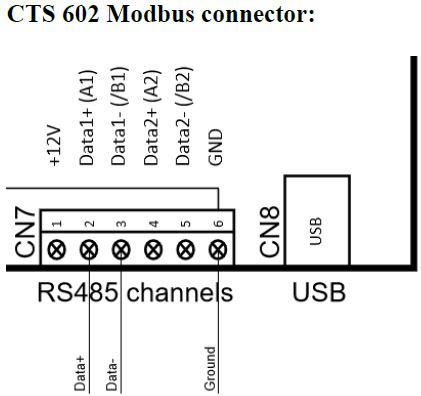 CTS 602 Modbus connector:
+12V
Data1+ (A1)
Data1- (/B1)
Data2+ (A2)
Data2- (/B2)
GND
CN7
1 2 3 4 5 6
CN8
USB
RS485 channels
USB
Data+
Data-
Ground